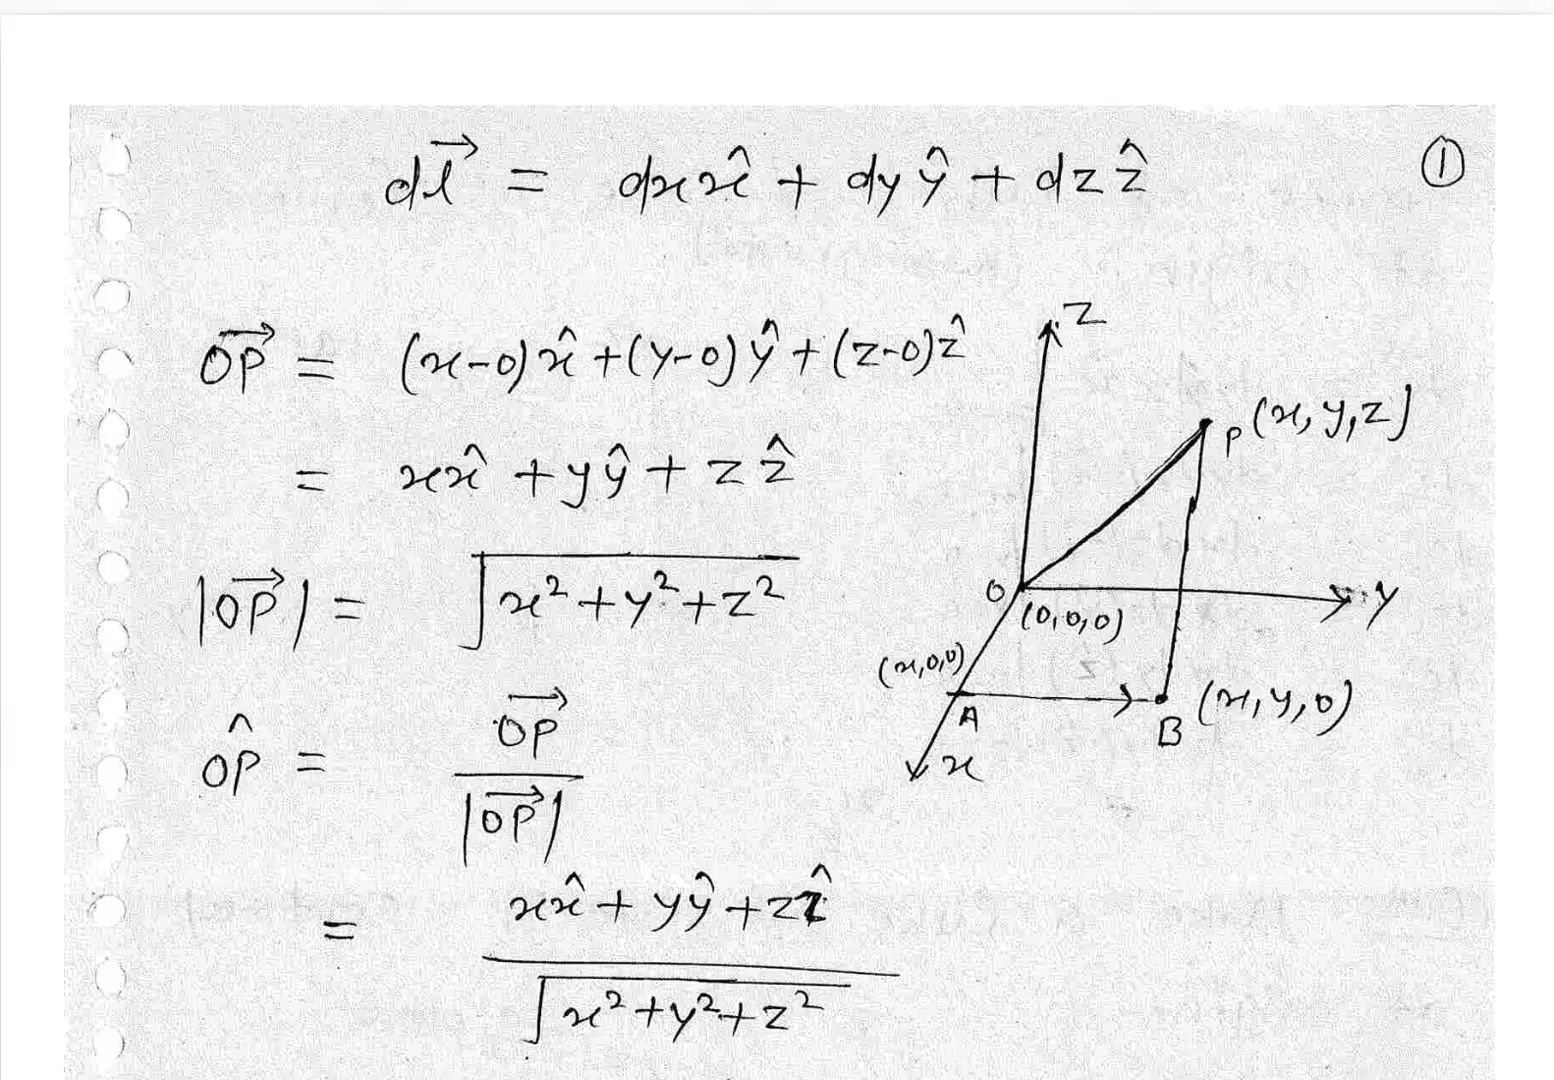 ①
d𝑙⃗ = dx x̂ + dy ŷ + dz ẑ
OP⃗ = (x-0) x̂ + (y-0) ŷ + (z-0) ẑ
= x x̂ + y ŷ + z ẑ
|OP⃗| = √(x² + y² + z²)
OP̂ = OP⃗ / |OP⃗|
= (x x̂ + y ŷ + z ẑ) / √(x² + y² + z²)
Z
P (x, y, z)
O
(0,0,0)
Y
(x,0,0)
A
B (x, y, 0)
x